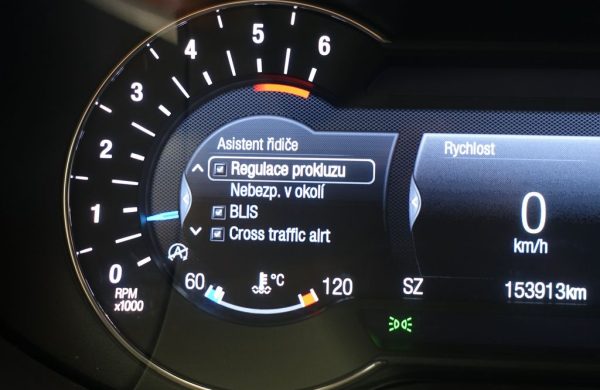 6
5
4
3
2
1
0
RPM
x1000
Asistent řidiče
Regulace prokluzu
Nebezp. v okolí
BLIS
Cross traffic alrt
60
°C
120
Rychlost
0
km/h
SZ
153913km